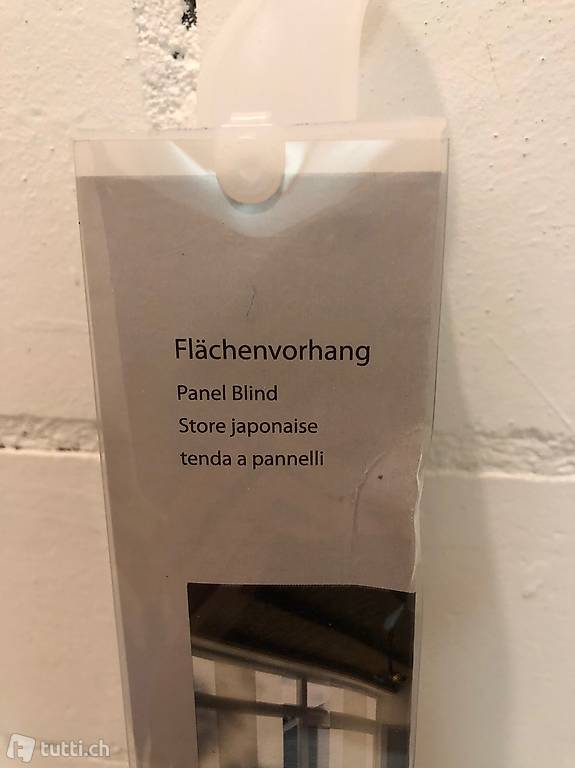 Flächenvorhang
Panel Blind
Store japonaise
tenda a pannelli
tutti.ch